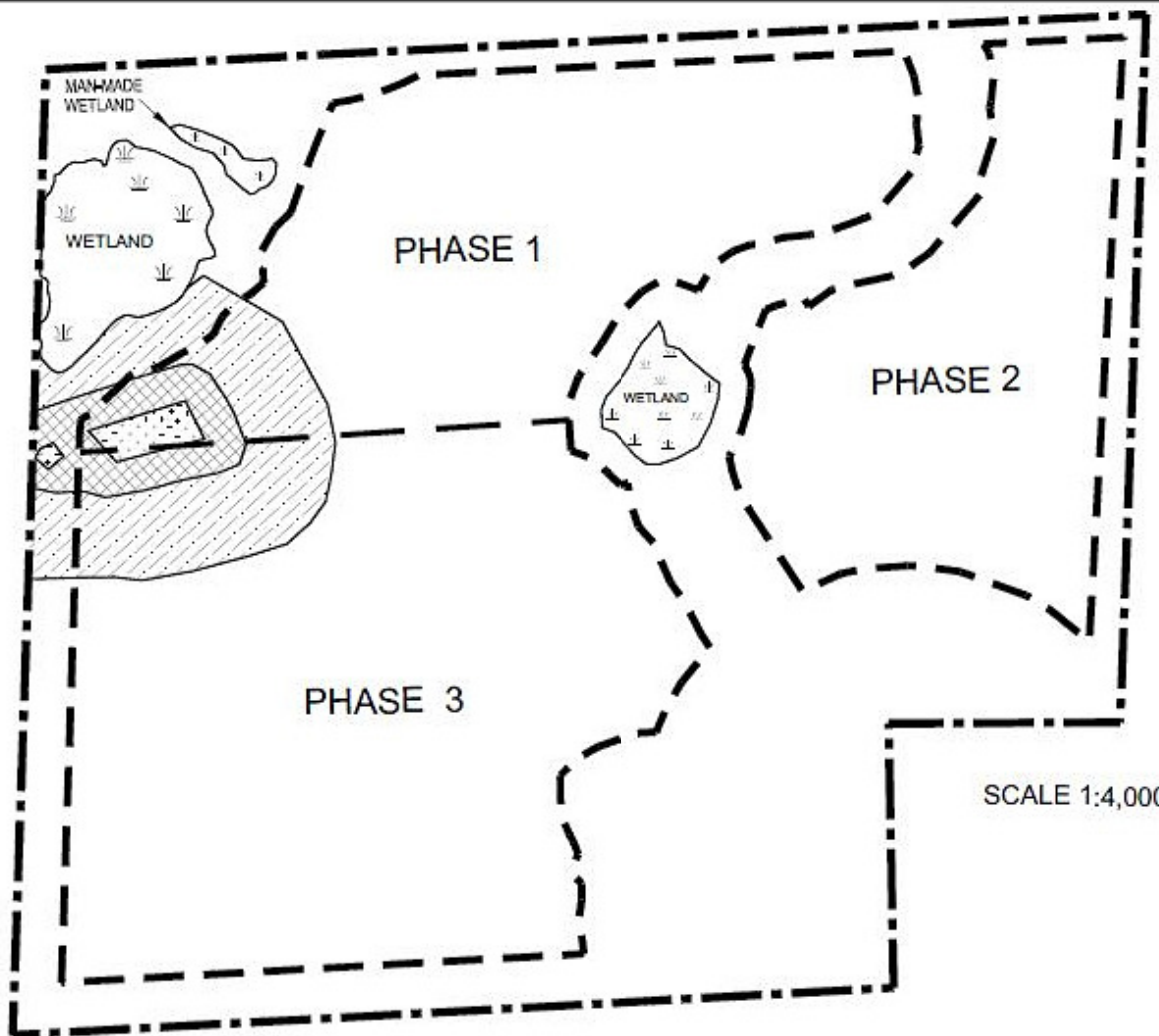 MAN-MADE
WETLAND
WETLAND
PHASE 1
PHASE 2
WETLAND
PHASE 3
SCALE 1:4,000